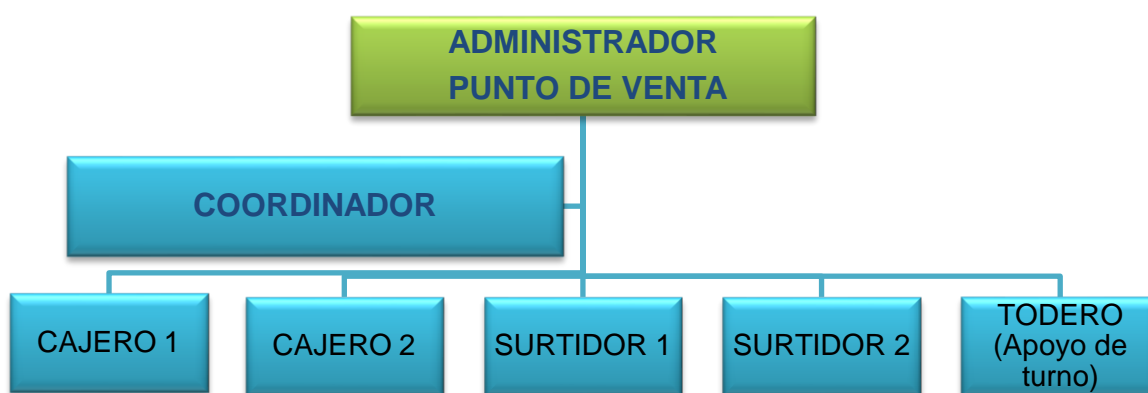 ADMINISTRADOR
PUNTO DE VENTA
COORDINADOR
CAJERO 1
CAJERO 2
SURTIDOR 1
SURTIDOR 2
TODERO
(Apoyo de
turno)